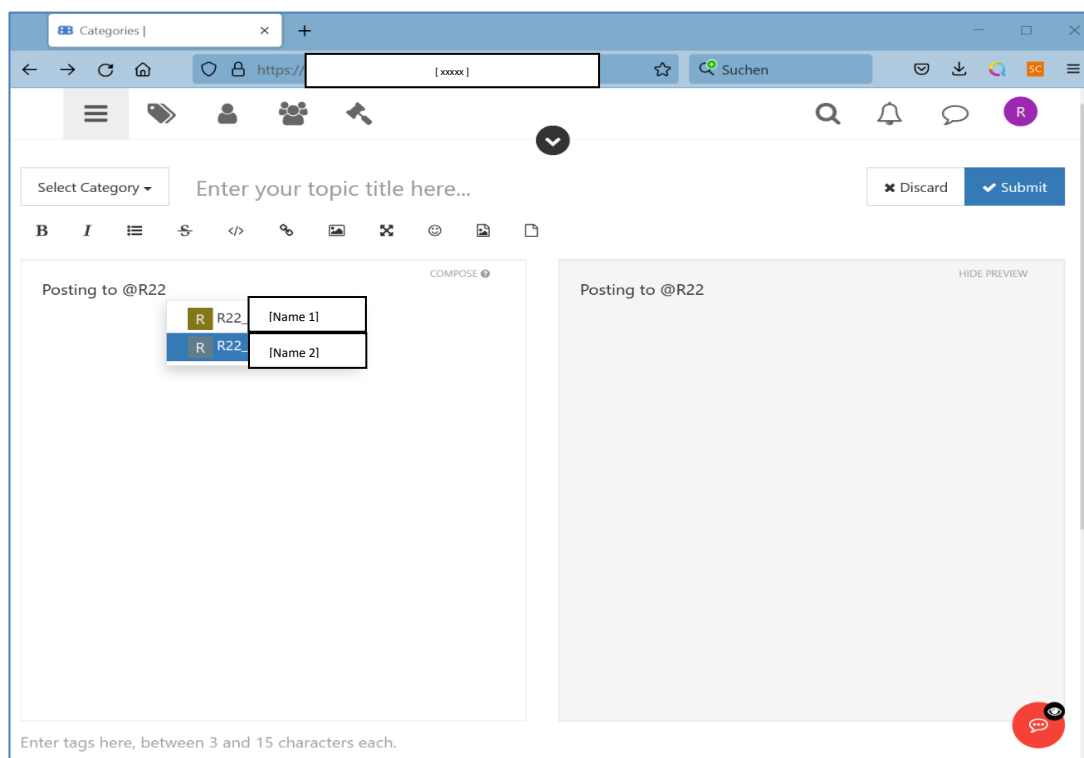 Categories |
https:// [ xxxxx ] Suchen SC
R
Select Category Enter your topic title here... Discard Submit
B I S </>
COMPOSE HIDE PREVIEW
Posting to @R22 Posting to @R22
R R22_ [Name 1]
R R22_ [Name 2]
Enter tags here, between 3 and 15 characters each.